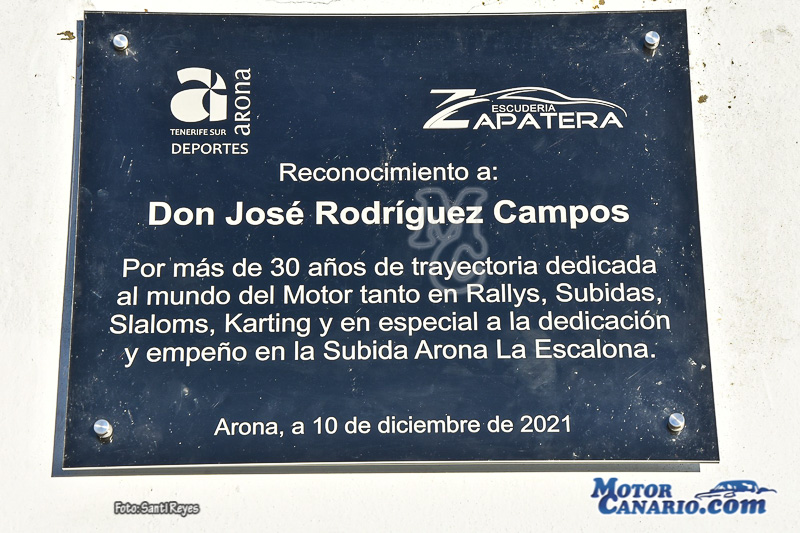 arona
TENERIFE SUR
DEPORTES
ESCUDERIA
ZAPATERA
Reconocimiento a:
Don José Rodríguez Campos
Por más de 30 años de trayectoria dedicada
al mundo del Motor tanto en Rallys, Subidas,
Slaloms, Karting y en especial a la dedicación
y empeño en la Subida Arona La Escalona.
Arona, a 10 de diciembre de 2021
Foto: Santi Reyes
MOTOR
CANARIO.com